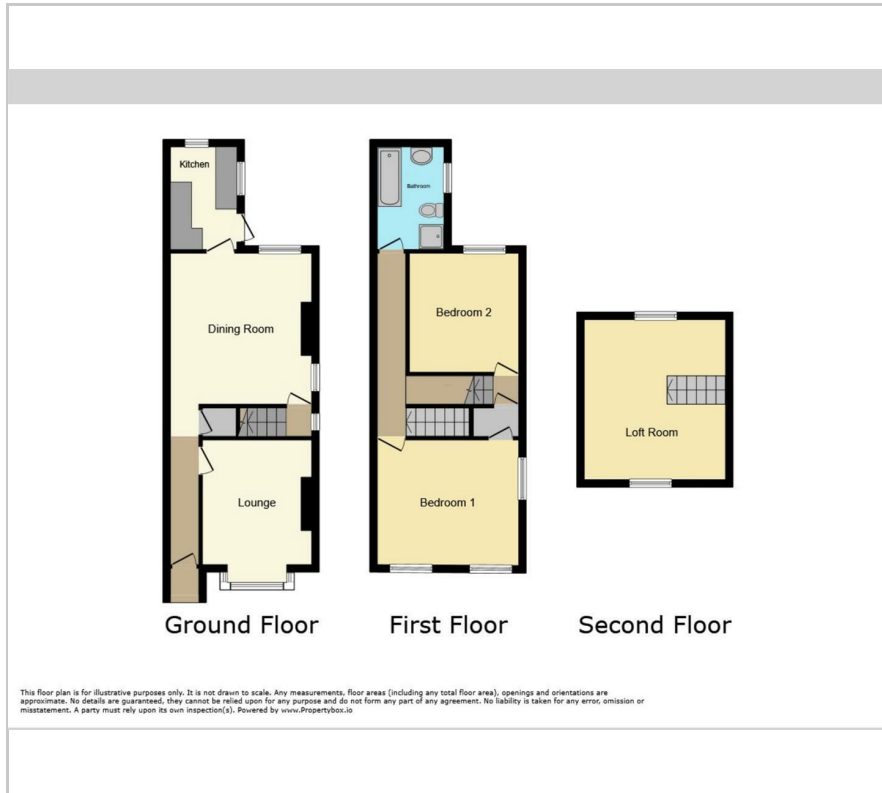 Kitchen
Bathroom
Dining Room
Bedroom 2
Lounge
Bedroom 1
Loft Room
Ground Floor
First Floor
Second Floor
This floor plan is for illustrative purposes only. It is not drawn to scale. Any measurements, floor areas (including any total floor area), openings and orientations are
approximate. No details are guaranteed, they cannot be relied upon for any purpose and do not form any part of any agreement. No liability is taken for any error, omission or
misstatement. A party must rely upon its own inspection(s). Powered by www.Propertybox.io